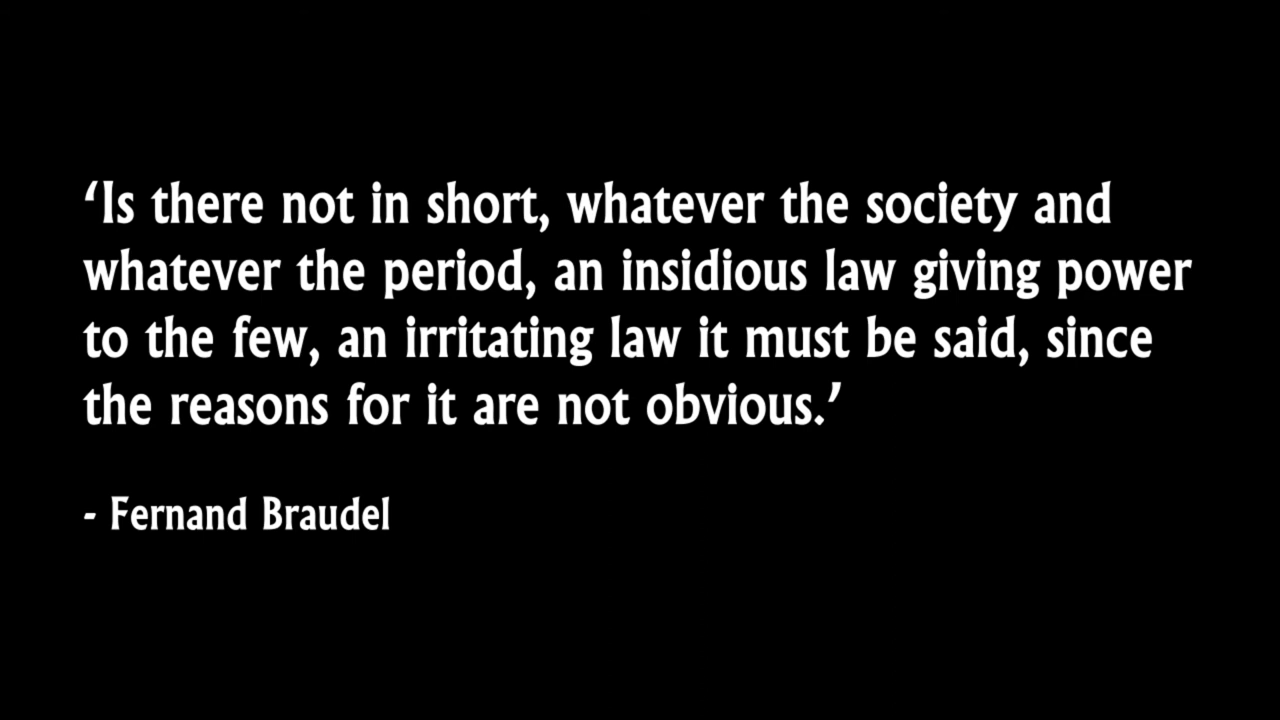 ‘Is there not in short, whatever the society and
whatever the period, an insidious law giving power
to the few, an irritating law it must be said, since
the reasons for it are not obvious.’
- Fernand Braudel